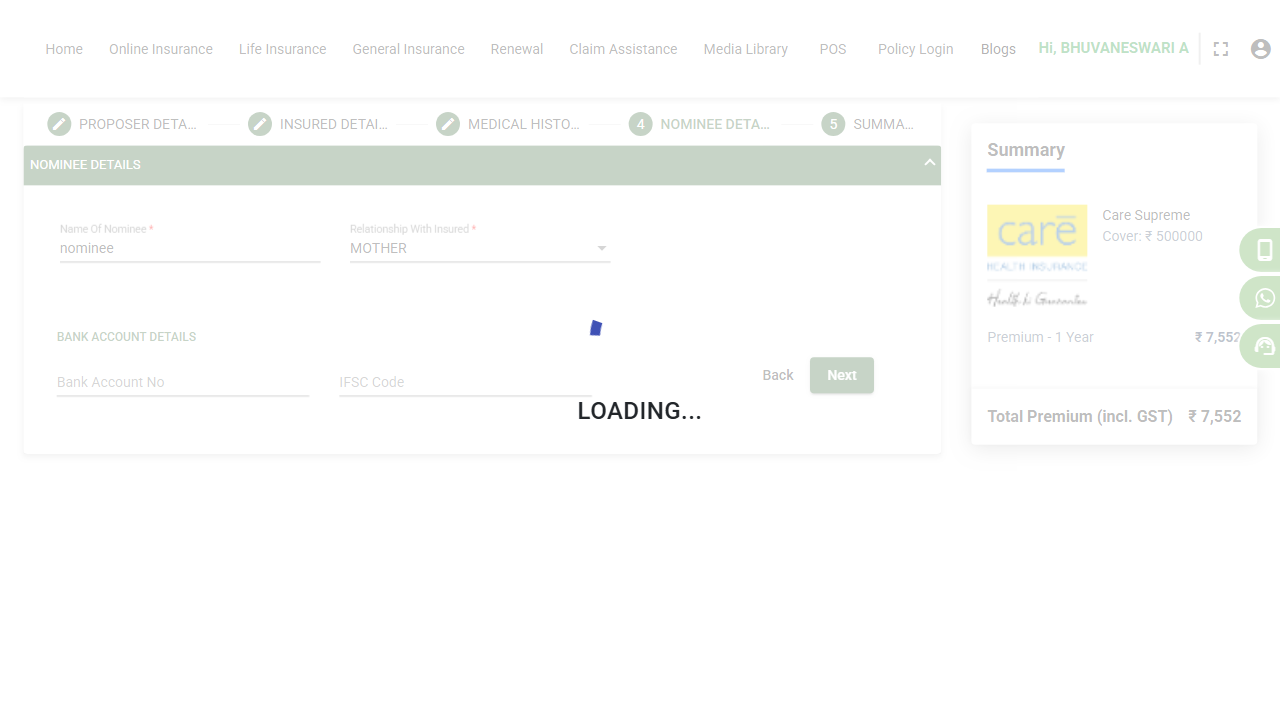 Home Online Insurance Life Insurance General Insurance Renewal Claim Assistance Media Library POS Policy Login Blogs Hi, BHUVANESWARI A
PROPOSER DETA... INSURED DETAI... MEDICAL HISTO... 4 NOMINEE DETA... 5 SUMMA...
NOMINEE DETAILS
Name Of Nominee * Relationship With Insured *
nominee MOTHER
BANK ACCOUNT DETAILS
Bank Account No IFSC Code Back Next
LOADING...
Summary
care
HEALTH INSURANCE
Health ki Guarantee
Care Supreme
Cover: ₹ 500000
Premium - 1 Year ₹ 7,552
Total Premium (incl. GST) ₹ 7,552